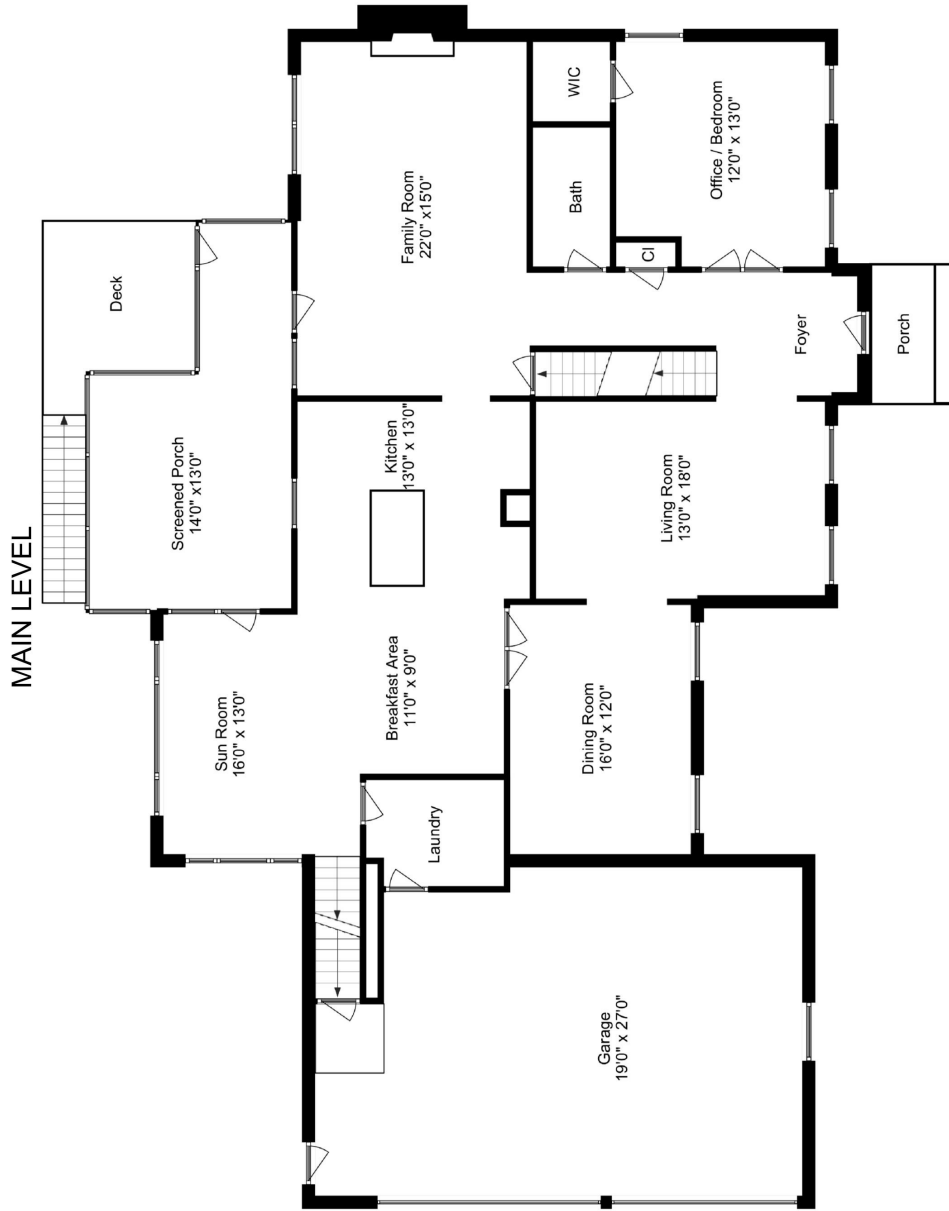 MAIN LEVEL
Deck
Screened Porch
14'0" x13'0"
Sun Room
16'0" x 13'0"
Family Room
22'0" x15'0"
Kitchen
13'0" x 13'0"
Breakfast Area
11'0" x 9'0"
WIC
Bath
Cl
Office / Bedroom
12'0" x 13'0"
Foyer
Porch
Living Room
13'0" x 18'0"
Dining Room
16'0" x 12'0"
Laundry
Garage
19'0" x 27'0"